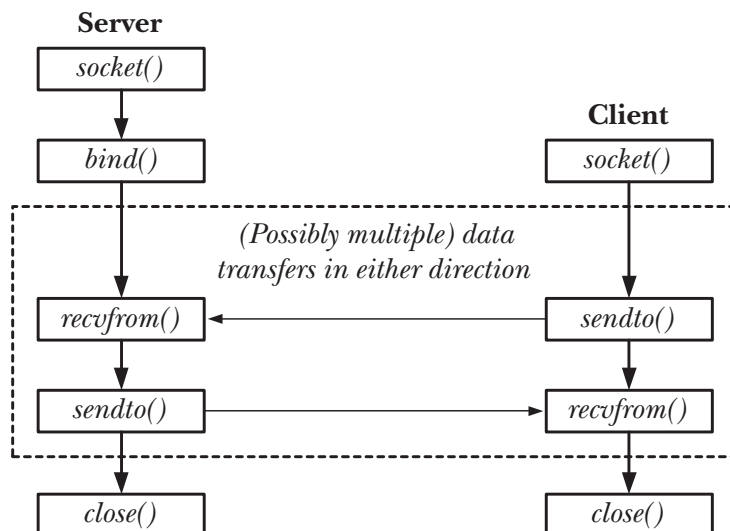 Server
socket()
Client
bind()
socket()
(Possibly multiple) data
transfers in either direction
recvfrom()
sendto()
sendto()
recvfrom()
close()
close()